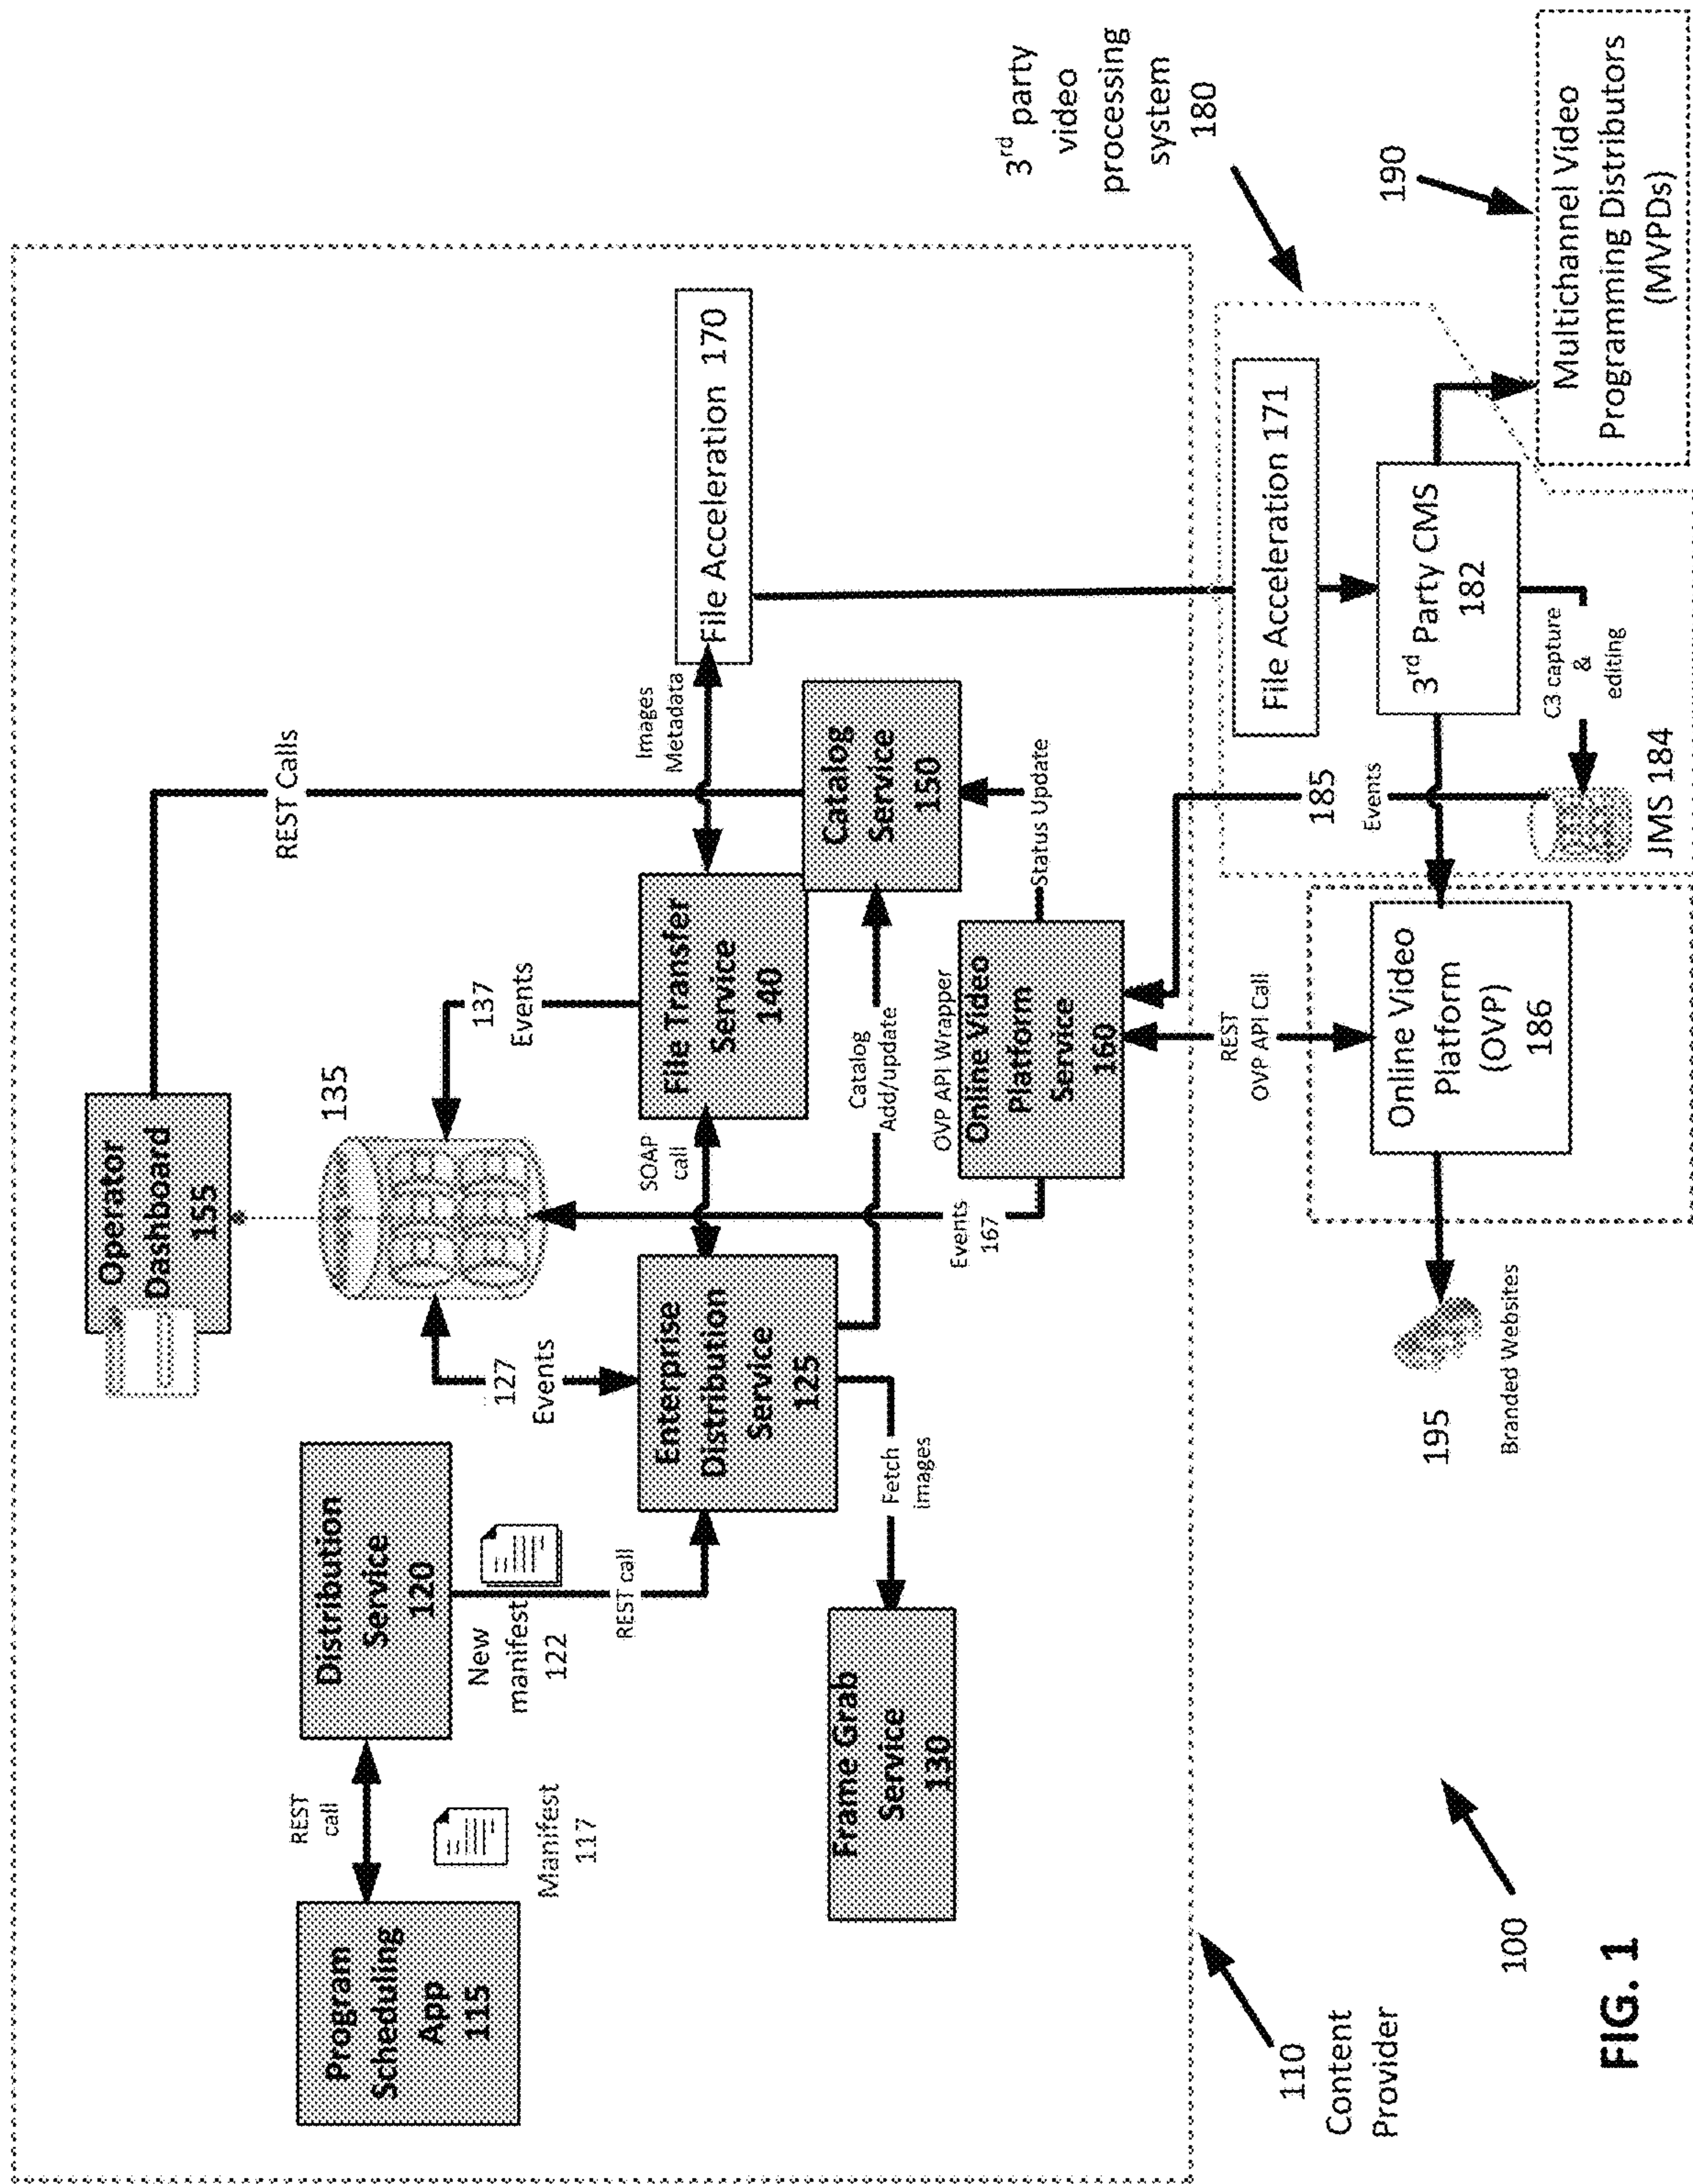 Operator
Dashboard
155
REST Calls
135
127
Events
137
Events
Program
Scheduling
App
115
REST
call
Manifest
117
Distribution
Service
120
New
manifest
122
REST call
Enterprise
Distribution
Service
125
SOAP
call
File Transfer
Service
140
Images
Metadata
File Acceleration 170
Fetch
images
Frame Grab
Service
130
Catalog
Add/update
Catalog
Service
150
Events
167
OVP API Wrapper
Online Video
Platform
Service
160
Status Update
110
Content
Provider
REST
OVP API Call
185
Events
3rd party
video
processing
system
180
File Acceleration 171
3rd Party CMS
182
C3 capture
&
editing
JMS 184
190
Multichannel Video
Programming Distributors
(MVPDs)
Online Video
Platform
(OVP)
186
195
Branded Websites
100
FIG. 1